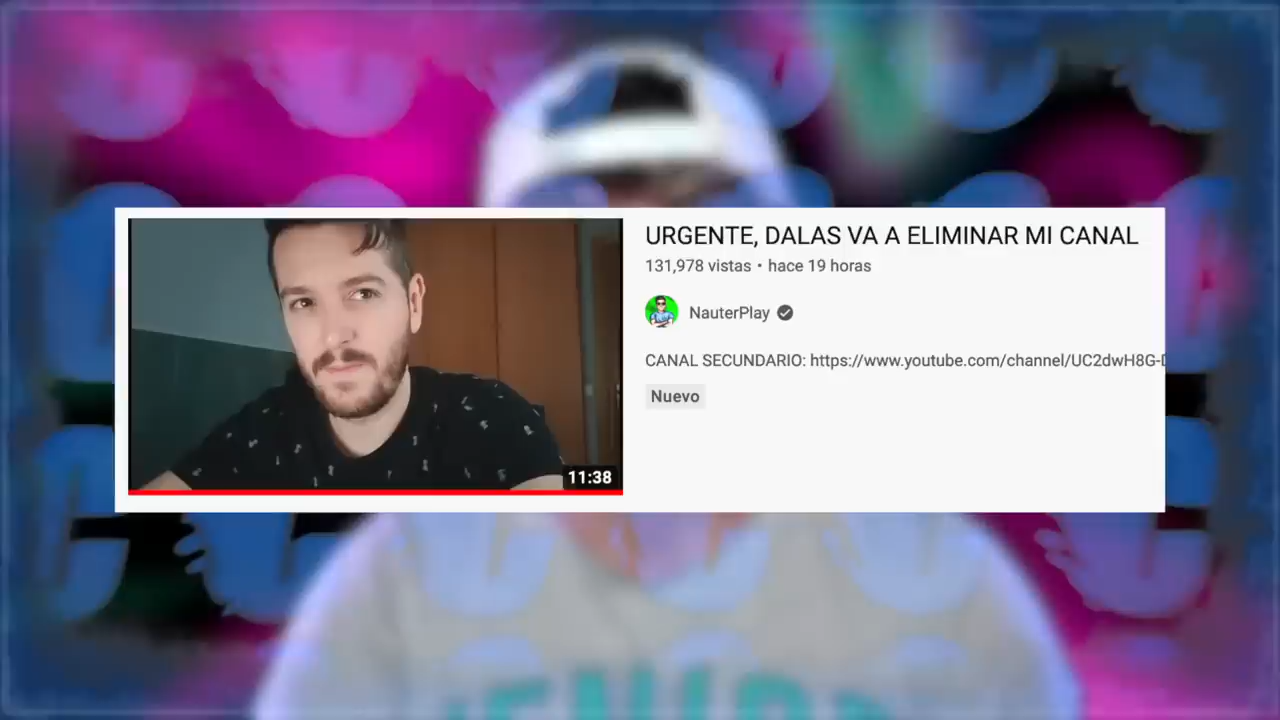 URGENTE, DALAS VA A ELIMINAR MI CANAL
131,978 vistas • hace 19 horas
NauterPlay
CANAL SECUNDARIO: https://www.youtube.com/channel/UC2dwH8G-
Nuevo
11:38